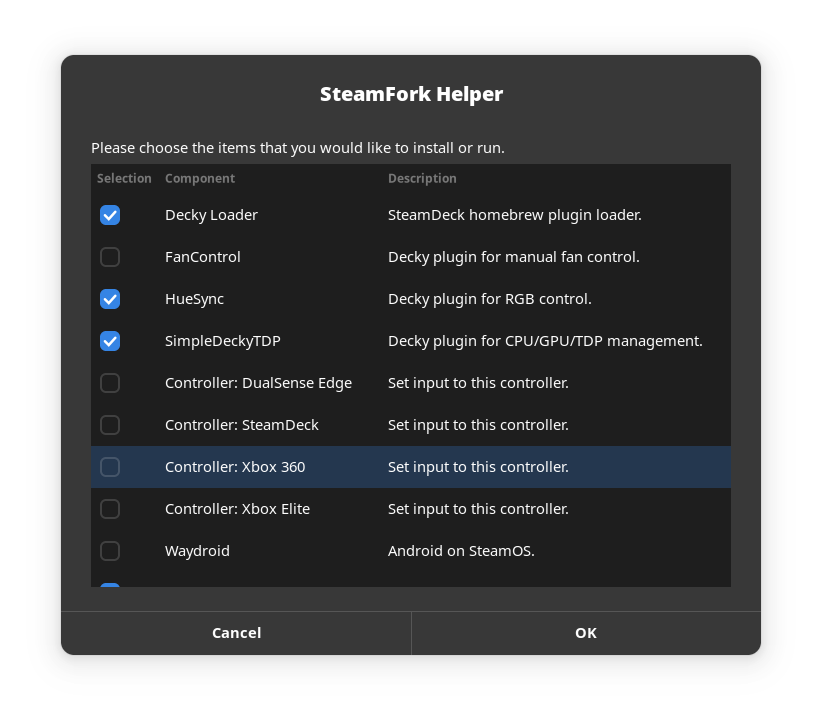 SteamFork Helper
Please choose the items that you would like to install or run.
Selection Component Description
Decky Loader SteamDeck homebrew plugin loader.
FanControl Decky plugin for manual fan control.
HueSync Decky plugin for RGB control.
SimpleDeckyTDP Decky plugin for CPU/GPU/TDP management.
Controller: DualSense Edge Set input to this controller.
Controller: SteamDeck Set input to this controller.
Controller: Xbox 360 Set input to this controller.
Controller: Xbox Elite Set input to this controller.
Waydroid Android on SteamOS.
Cancel OK